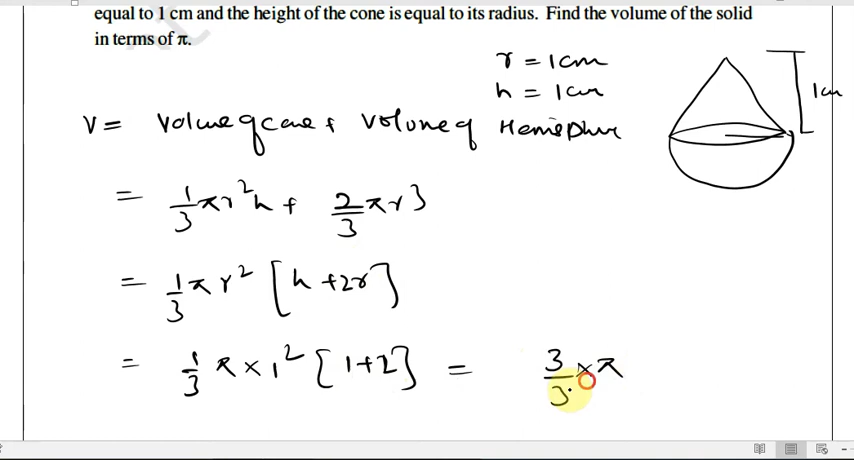 equal to 1 cm and the height of the cone is equal to its radius. Find the volume of the solid
in terms of π.
r = 1cm
h = 1cm
1cm
V = Volume of cone + Volume of Hemisphere
= 1/3 πr²h + 2/3 πr3
= 1/3 π r² [h + 2r]
= 1/3 π × 1² [1+2] = 3/3 × π